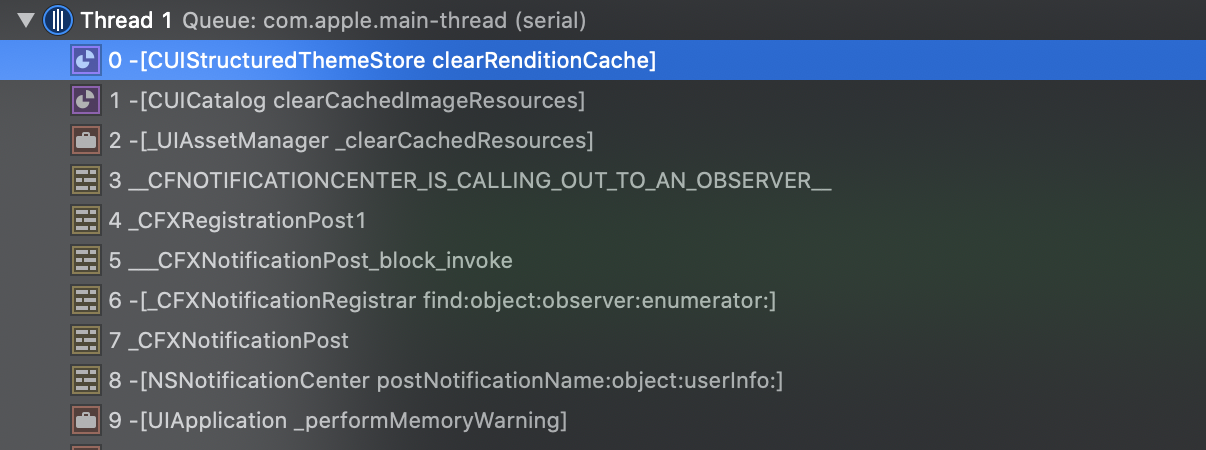 Thread 1 Queue: com.apple.main-thread (serial)
0 -[CUIStructuredThemeStore clearRenditionCache]
1 -[CUICatalog clearCachedImageResources]
2 -[_UIAssetManager _clearCachedResources]
3 __CFNOTIFICATIONCENTER_IS_CALLING_OUT_TO_AN_OBSERVER__
4 _CFXRegistrationPost1
5 ___CFXNotificationPost_block_invoke
6 -[_CFXNotificationRegistrar find:object:observer:enumerator:]
7 _CFXNotificationPost
8 -[NSNotificationCenter postNotificationName:object:userInfo:]
9 -[UIApplication _performMemoryWarning]